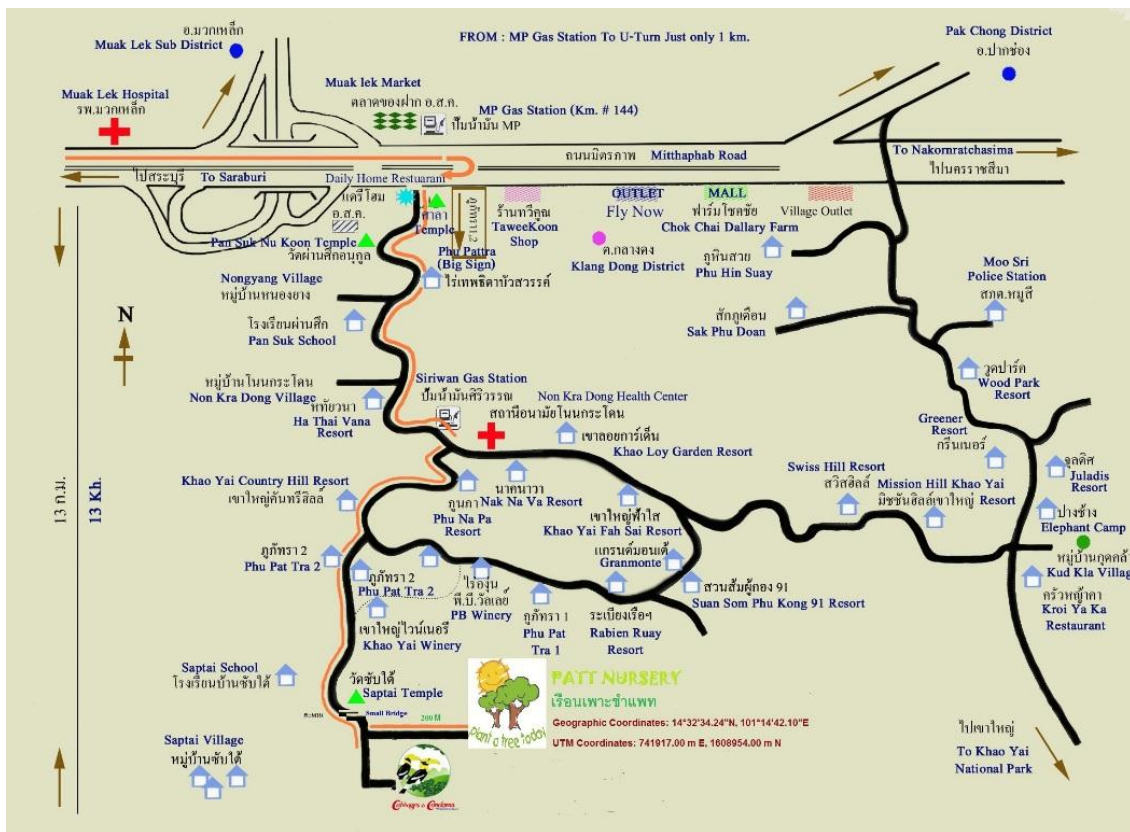 อ.มวกเหล็ก
Muak Lek Sub District
FROM : MP Gas Station To U-Turn Just only 1 km.
Pak Chong District
อ.ปากช่อง
Muak Lek Hospital
รพ.มวกเหล็ก
Muak lek Market
ตลาดของฝาก อ.ส.ค.
MP Gas Station (Km. # 144)
ปั๊มน้ำมัน MP
ถนนมิตรภาพ Mitthaphab Road
To Nakornratchasima
ไปนครราชสีมา
ไปสระบุรี To Saraburi
Daily Home Restuarant
แดรี่โฮม
อ.ส.ค.
ศาลา
Temple
ภูภัทรา 1,2
Phu Pattra
(Big Sign)
ร้านทวีคูณ
TaweeKoon
Shop
OUTLET
Fly Now
MALL
ฟาร์มโชคชัย
Chok Chai Dallary Farm
Village Outlet
Pan Suk Nu Koon Temple
วัดผ่านศึกอนุกูล
ต.กลางดง
Klang Dong District
ภูหินสวย
Phu Hin Suay
Moo Sri
Police Station
สภต.หมูสี
Nongyang Village
หมู่บ้านหนองยาง
ไร่เทพธิดาบัวสวรรค์
N
โรงเรียนผ่านศึก
Pan Suk School
สักภูเดือน
Sak Phu Doan
วูดปาร์ค
Wood Park
Resort
หมู่บ้านโนนกระโดน
Non Kra Dong Village
Siriwan Gas Station
ปั๊มน้ำมันศิริวรรณ
หทัยวนา
Ha Thai Vana
Resort
Non Kra Dong Health Center
สถานีอนามัยโนนกระโดน
เขาลอยการ์เด็น
Khao Loy Garden Resort
Greener
Resort
กรีนเนอร์
จุลดิศ
Juladis
Resort
Khao Yai Country Hill Resort
เขาใหญ่คันทรีฮิลล์
ภูนภา
Phu Na Pa
Resort
นาคนาวา
Nak Na Va Resort
เขาใหญ่ฟ้าใส
Khao Yai Fah Sai Resort
Swiss Hill Resort
สวิสฮิลล์
Mission Hill Khao Yai
มิชชันฮิลล์เขาใหญ่ Resort
ปางช้าง
Elephant Camp
13 ก.ม.
13 Kh.
ภูภัทรา 2
Phu Pat Tra 2
ภูภัทรา 2
Phu Pat Tra 2
ไร่องุ่น
พี.บี.วัลเลย์
PB Winery
แกรนด์มอนเต้
Granmonte
สวนส้มผู้กอง 91
Suan Som Phu Kong 91 Resort
หมู่บ้านกุดคล้า
Kud Kla Villag
ครัวหญ้าคา
Kroi Ya Ka
Restaurant
เขาใหญ่ไวน์เนอรี่
Khao Yai Winery
ภูภัทรา 1
Phu Pat
Tra 1
ระเบียงเรือฯ
Rabien Ruay
Resort
Saptai School
โรงเรียนบ้านซับใต้
วัดซับใต้
Saptai Temple
Small Bridge
200 M
plant a tree Today
PATT NURSERY
เรือนเพาะชำแพท
Geographic Coordinates: 14°32'34.24"N, 101°14'42.10"E
UTM Coordinates: 741917.00 m E, 1608954.00 m N
Saptai Village
หมู่บ้านซับใต้
Cabbages & Condoms
ไปเขาใหญ่
To Khao Yai
National Park